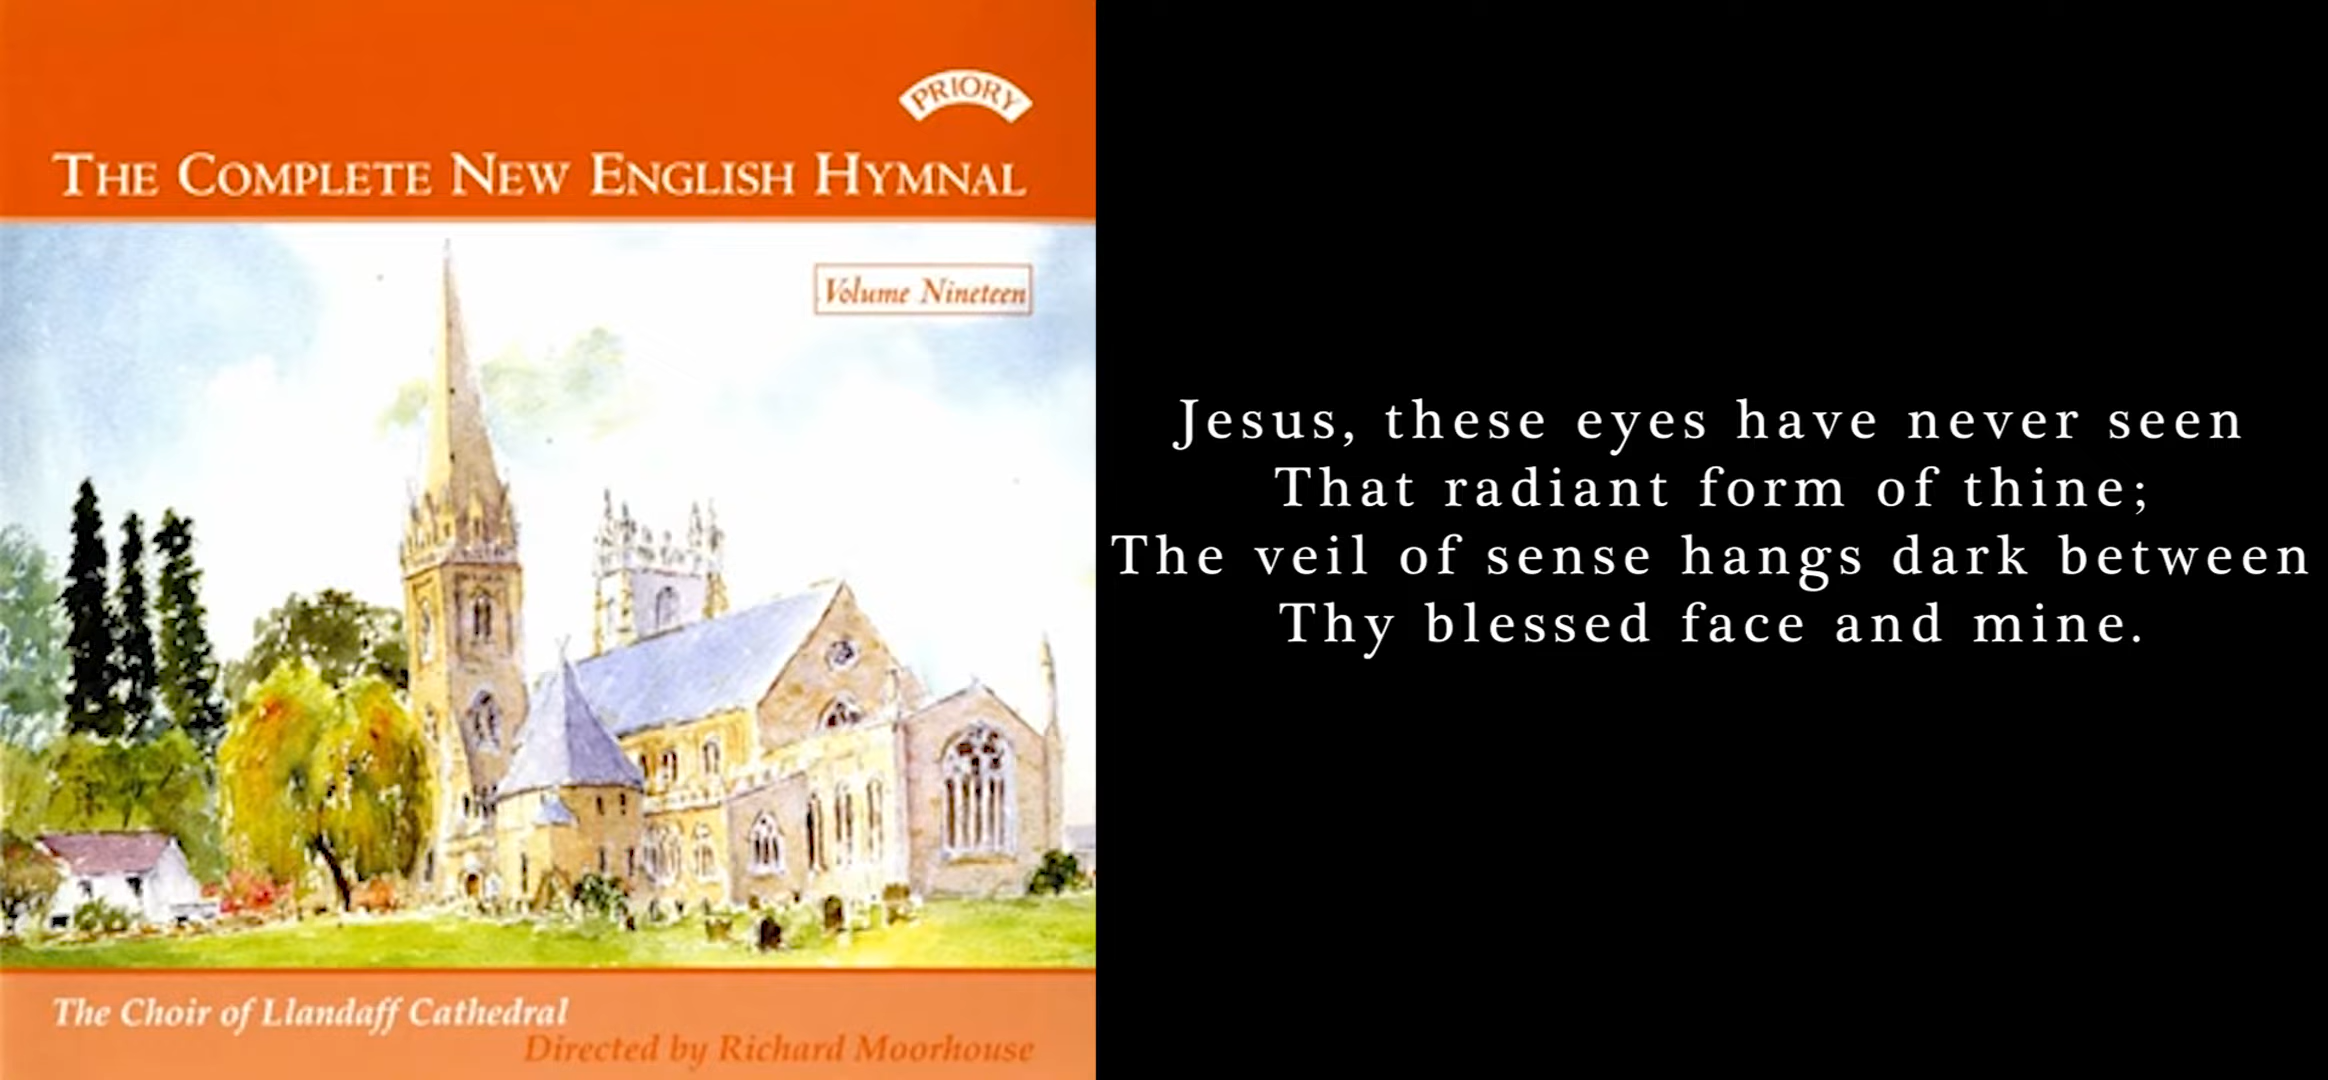 PRIORY
THE COMPLETE NEW ENGLISH HYMNAL
Volume Nineteen
The Choir of Llandaff Cathedral
Directed by Richard Moorhouse
Jesus, these eyes have never seen
That radiant form of thine;
The veil of sense hangs dark between
Thy blessed face and mine.